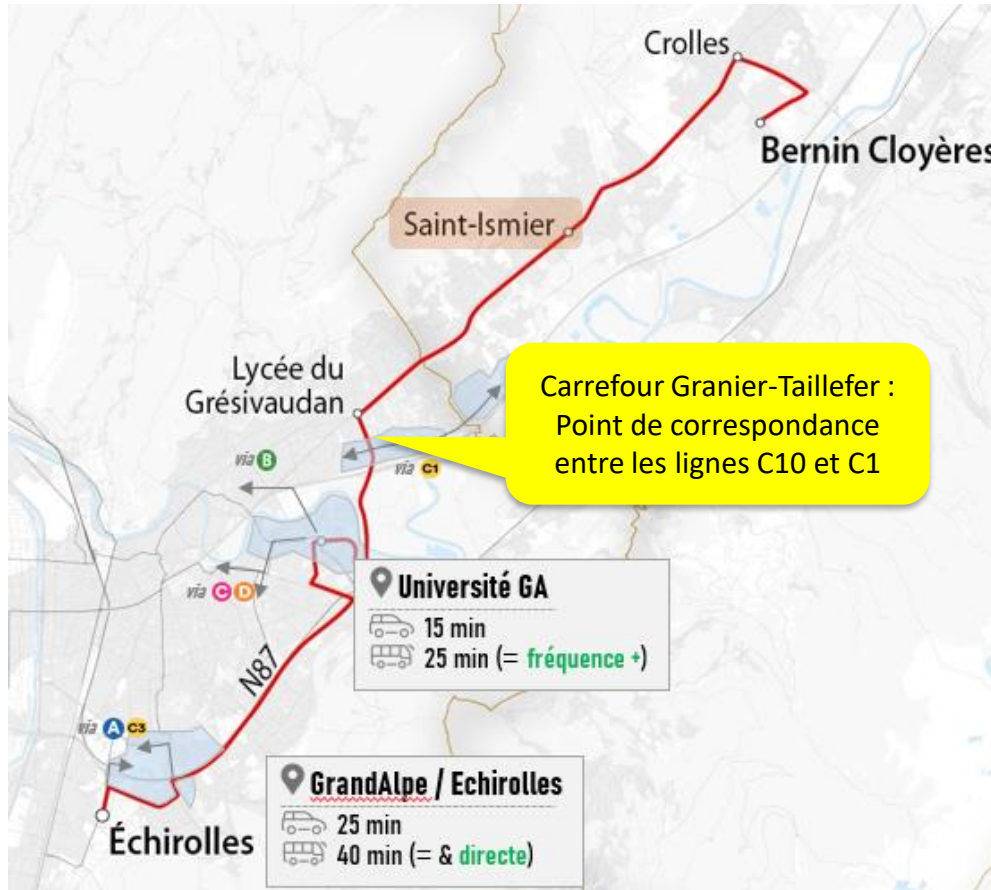 Crolles
Bernin Cloyères
Saint-Ismier
Lycée du
Grésivaudan
Carrefour Granier-Taillefer :
Point de correspondance
entre les lignes C10 et C1
via B
via C1
via C D
Université GA
15 min
25 min (= fréquence +)
N87
via A C3
GrandAlpe / Echirolles
25 min
40 min (= & directe)
Échirolles